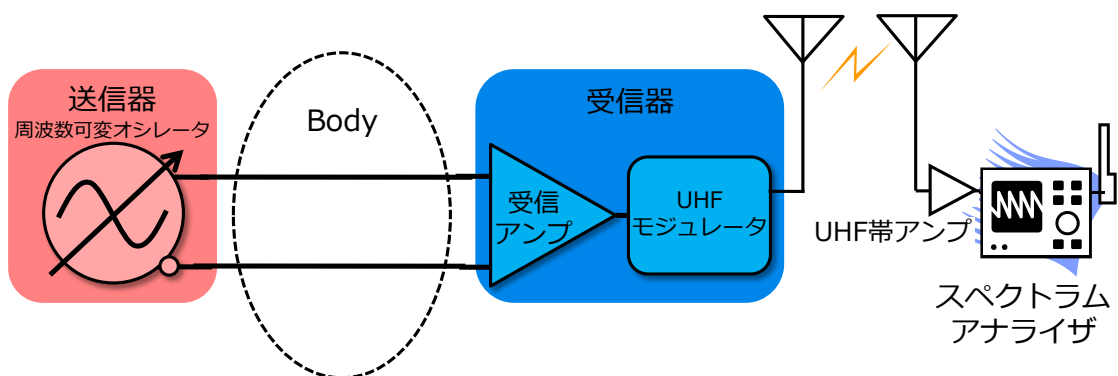 送信器
周波数可変オシレータ
Body
受信器
受信
アンプ
UHF
モジュレータ
UHF帯アンプ
スペクトラム
アナライザ